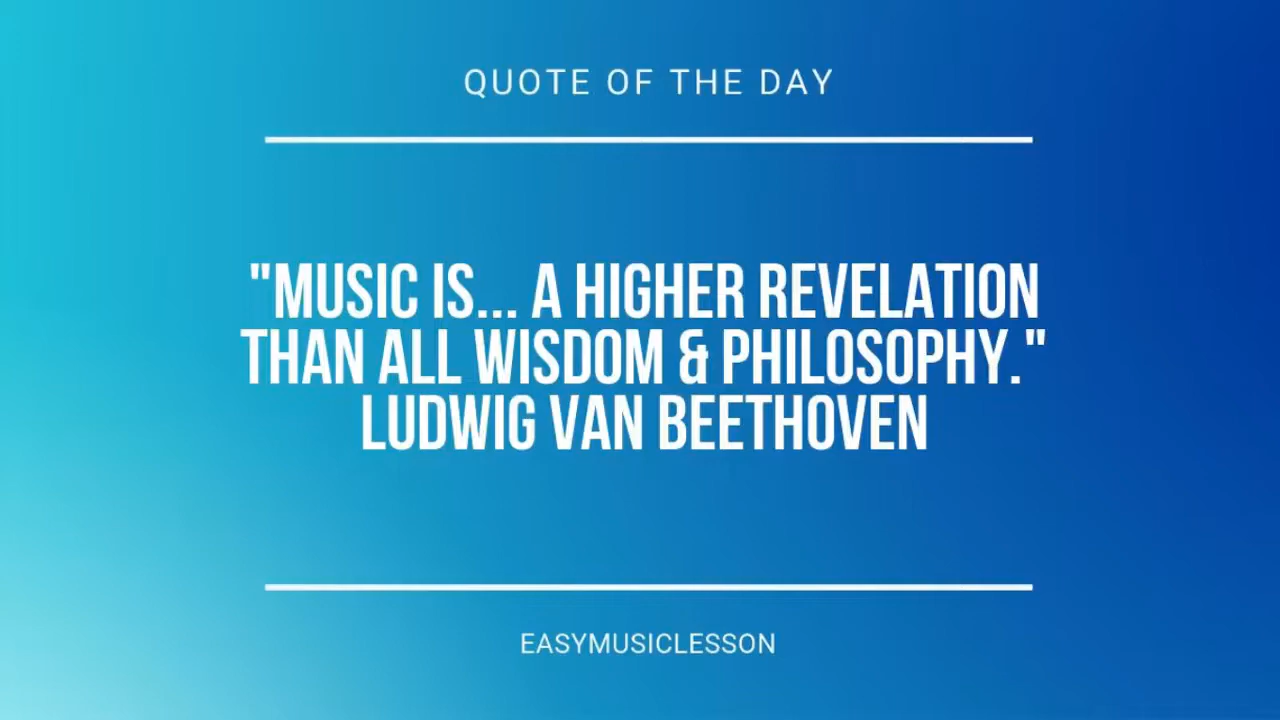 QUOTE OF THE DAY
"MUSIC IS... A HIGHER REVELATION
THAN ALL WISDOM & PHILOSOPHY."
LUDWIG VAN BEETHOVEN
EASYMUSICLESSON